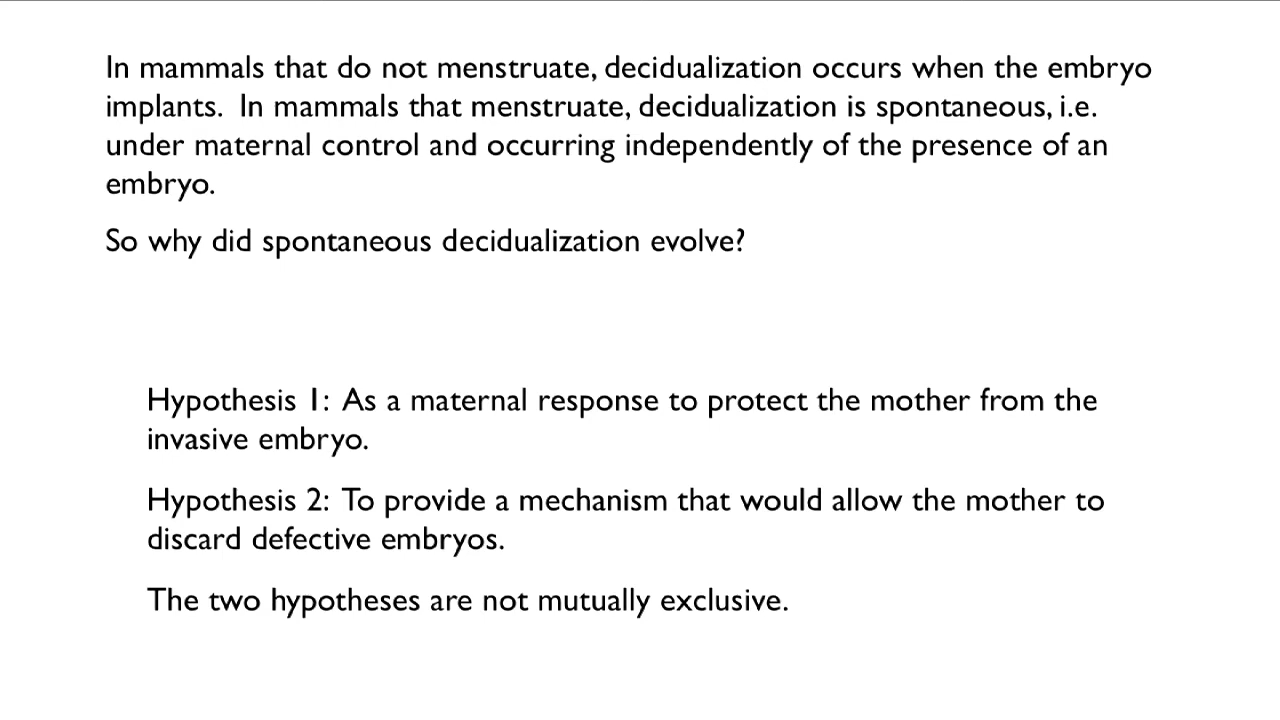 In mammals that do not menstruate, decidualization occurs when the embryo
implants.  In mammals that menstruate, decidualization is spontaneous, i.e.
under maternal control and occurring independently of the presence of an
embryo.
So why did spontaneous decidualization evolve?
Hypothesis 1:  As a maternal response to protect the mother from the
invasive embryo.
Hypothesis 2:  To provide a mechanism that would allow the mother to
discard defective embryos.
The two hypotheses are not mutually exclusive.